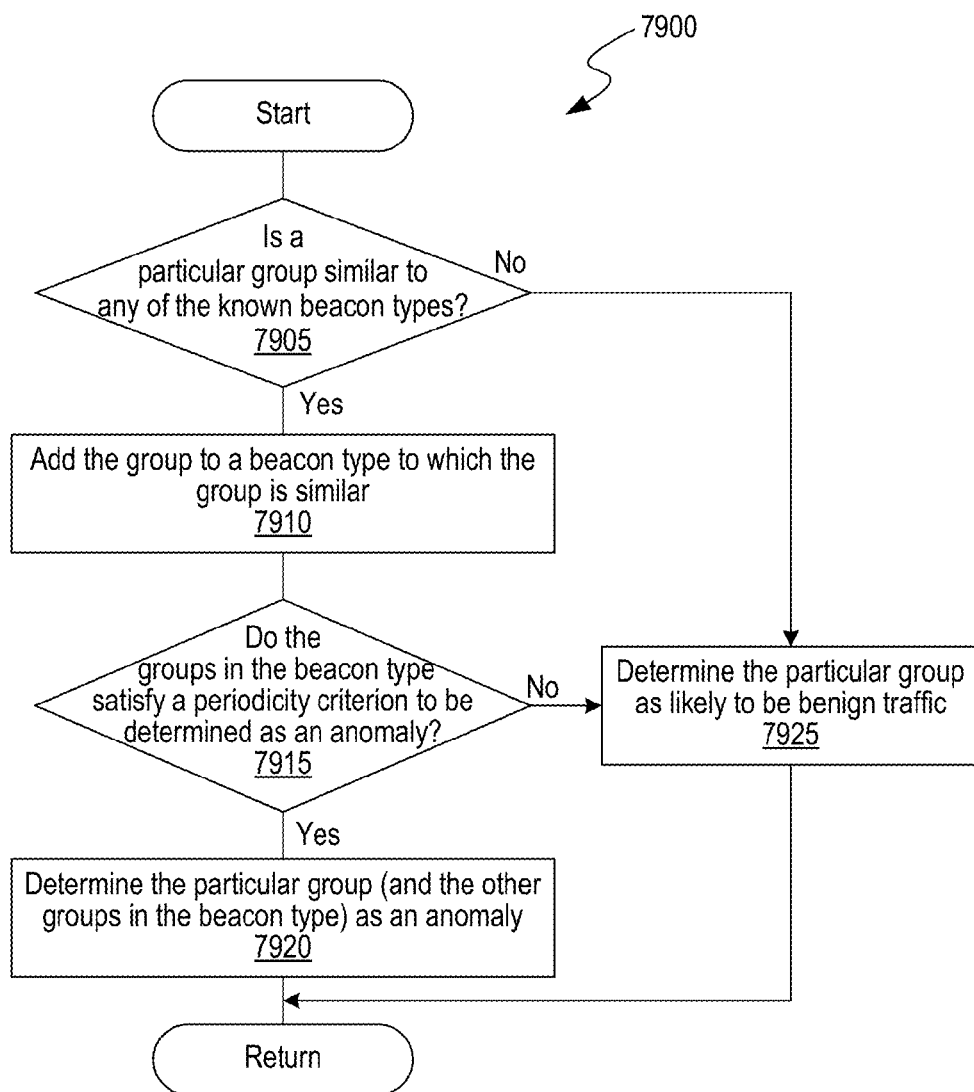 7900
Start
Is a
particular group similar to
any of the known beacon types?
7905
No
Yes
Add the group to a beacon type to which the
group is similar
7910
Do the
groups in the beacon type
satisfy a periodicity criterion to be
determined as an anomaly?
7915
No
Determine the particular group
as likely to be benign traffic
7925
Yes
Determine the particular group (and the other
groups in the beacon type) as an anomaly
7920
Return